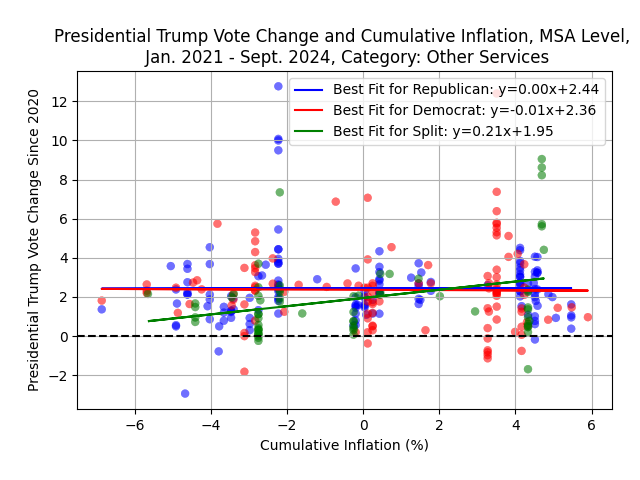 Presidential Trump Vote Change and Cumulative Inflation, MSA Level,
Jan. 2021 - Sept. 2024, Category: Other Services
Best Fit for Republican: y=0.00x+2.44
Best Fit for Democrat: y=-0.01x+2.36
Best Fit for Split: y=0.21x+1.95
Presidential Trump Vote Change Since 2020
12
10
8
6
4
2
0
−2
−6
−4
−2
0
2
4
6
Cumulative Inflation (%)